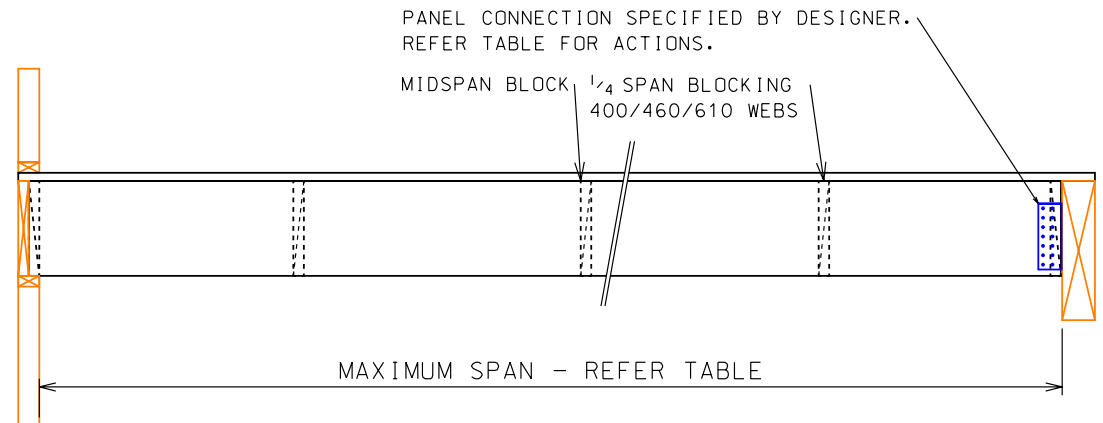 PANEL CONNECTION SPECIFIED BY DESIGNER.
REFER TABLE FOR ACTIONS.
MIDSPAN BLOCK
1/4 SPAN BLOCKING
400/460/610 WEBS
MAXIMUM SPAN - REFER TABLE